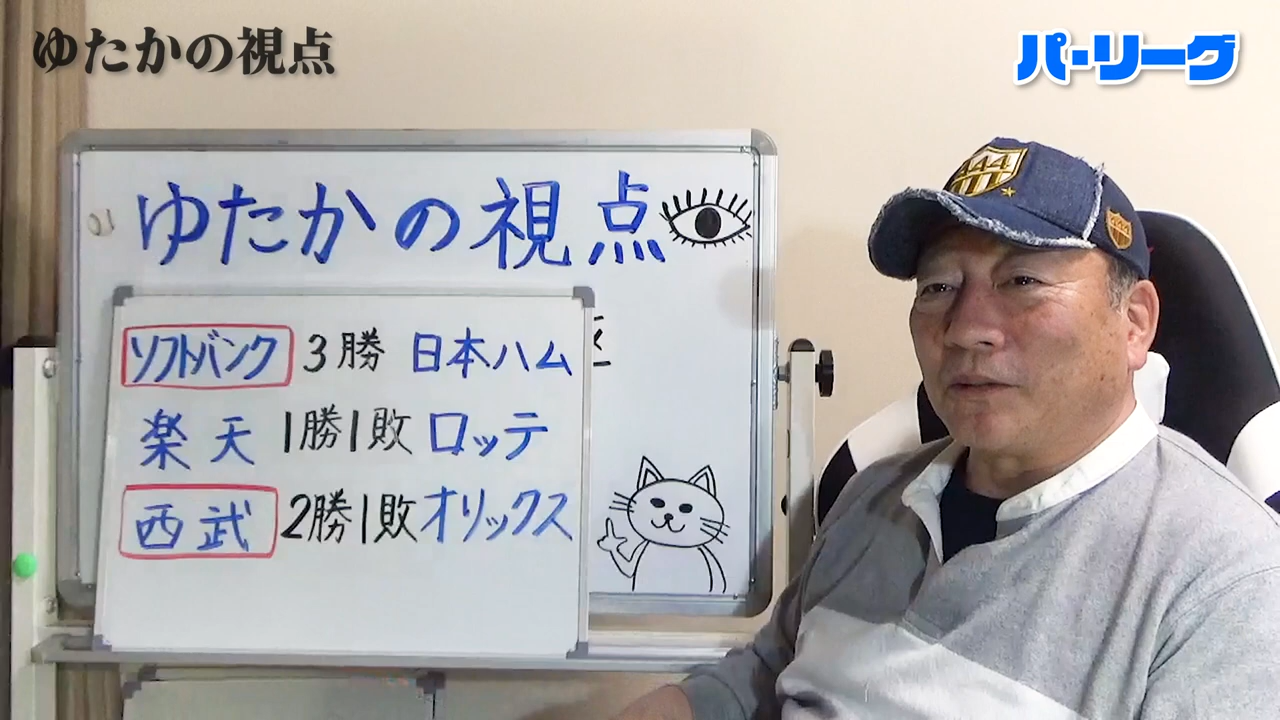 ゆたかの視点
パ・リーグ
ゆたかの視点
ソフトバンク 3勝 日本ハム
楽天 1勝1敗 ロッテ
西武 2勝1敗 オリックス
444